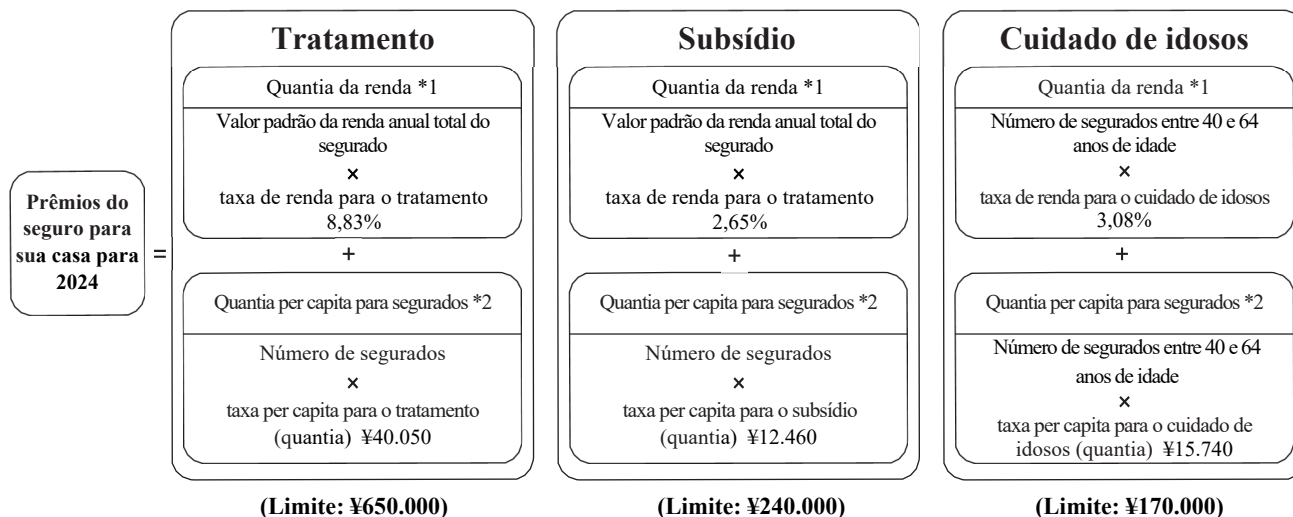 Prêmios do
seguro para
sua casa para
2024
=
Tratamento
Quantia da renda *1
Valor padrão da renda anual total do
segurado
×
taxa de renda para o tratamento
8,83%
+
Quantia per capita para segurados *2
Número de segurados
×
taxa per capita para o tratamento
(quantia) ¥40.050
(Limite: ¥650.000)
Subsídio
Quantia da renda *1
Valor padrão da renda anual total do
segurado
×
taxa de renda para o tratamento
2,65%
+
Quantia per capita para segurados *2
Número de segurados
×
taxa per capita para o subsídio
(quantia) ¥12.460
(Limite: ¥240.000)
Cuidado de idosos
Quantia da renda *1
Número de segurados entre 40 e 64
anos de idade
×
taxa de renda para o cuidado de idosos
3,08%
+
Quantia per capita para segurados *2
Número de segurados entre 40 e 64
anos de idade
×
taxa per capita para o cuidado de
idosos (quantia) ¥15.740
(Limite: ¥170.000)